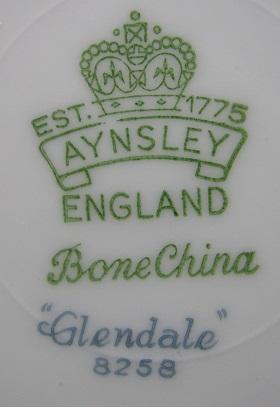 EST. 1775
AYNSLEY
ENGLAND
Bone China
"Glendale"
8258